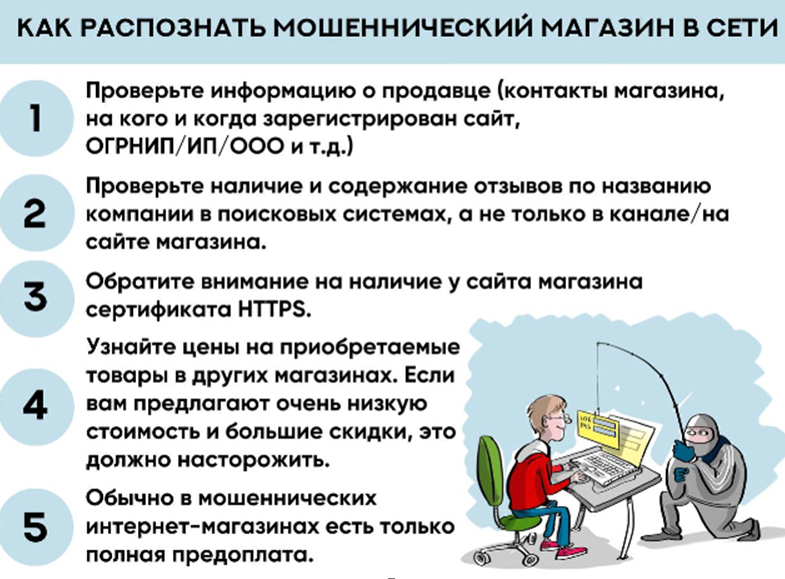 КАК РАСПОЗНАТЬ МОШЕННИЧЕСКИЙ МАГАЗИН В СЕТИ
1
Проверьте информацию о продавце (контакты магазина,
на кого и когда зарегистрирован сайт,
ОГРНИП/ИП/ООО и т.д.)
2
Проверьте наличие и содержание отзывов по названию
компании в поисковых системах, а не только в канале/на
сайте магазина.
3
Обратите внимание на наличие у сайта магазина
сертификата HTTPS.
4
Узнайте цены на приобретаемые
товары в других магазинах. Если
вам предлагают очень низкую
стоимость и большие скидки, это
должно насторожить.
5
Обычно в мошеннических
интернет-магазинах есть только
полная предоплата.